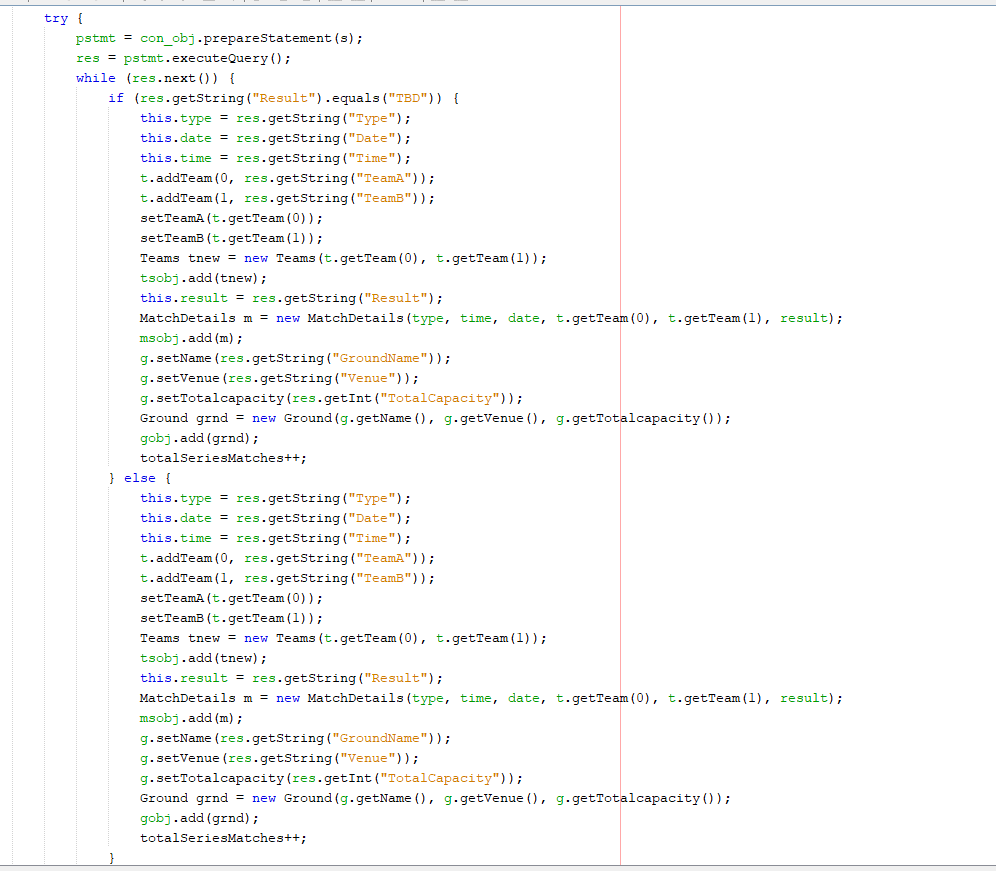 try {
pstmt = con_obj.prepareStatement(s);
res = pstmt.executeQuery();
while (res.next()) {
if (res.getString("Result").equals("TBD")) {
this.type = res.getString("Type");
this.date = res.getString("Date");
this.time = res.getString("Time");
t.addTeam(0, res.getString("TeamA"));
t.addTeam(1, res.getString("TeamB"));
setTeamA(t.getTeam(0));
setTeamB(t.getTeam(1));
Teams tnew = new Teams(t.getTeam(0), t.getTeam(1));
tsobj.add(tnew);
this.result = res.getString("Result");
MatchDetails m = new MatchDetails(type, time, date, t.getTeam(0), t.getTeam(1), result);
msobj.add(m);
g.setName(res.getString("GroundName"));
g.setVenue(res.getString("Venue"));
g.setTotalcapacity(res.getInt("TotalCapacity"));
Ground grnd = new Ground(g.getName(), g.getVenue(), g.getTotalcapacity());
gobj.add(grnd);
totalSeriesMatches++;
} else {
this.type = res.getString("Type");
this.date = res.getString("Date");
this.time = res.getString("Time");
t.addTeam(0, res.getString("TeamA"));
t.addTeam(1, res.getString("TeamB"));
setTeamA(t.getTeam(0));
setTeamB(t.getTeam(1));
Teams tnew = new Teams(t.getTeam(0), t.getTeam(1));
tsobj.add(tnew);
this.result = res.getString("Result");
MatchDetails m = new MatchDetails(type, time, date, t.getTeam(0), t.getTeam(1), result);
msobj.add(m);
g.setName(res.getString("GroundName"));
g.setVenue(res.getString("Venue"));
g.setTotalcapacity(res.getInt("TotalCapacity"));
Ground grnd = new Ground(g.getName(), g.getVenue(), g.getTotalcapacity());
gobj.add(grnd);
totalSeriesMatches++;
}